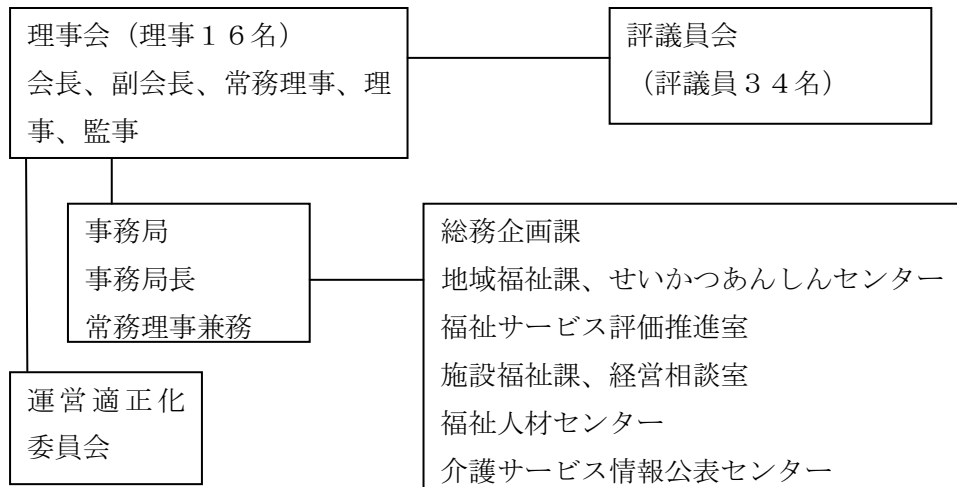 理事会（理事１６名）
会長、副会長、常務理事、理
事、監事
評議員会
（評議員３４名）
事務局
事務局長
常務理事兼務
総務企画課
地域福祉課、せいかつあんしんセンター
福祉サービス評価推進室
施設福祉課、経営相談室
福祉人材センター
介護サービス情報公表センター
運営適正化
委員会